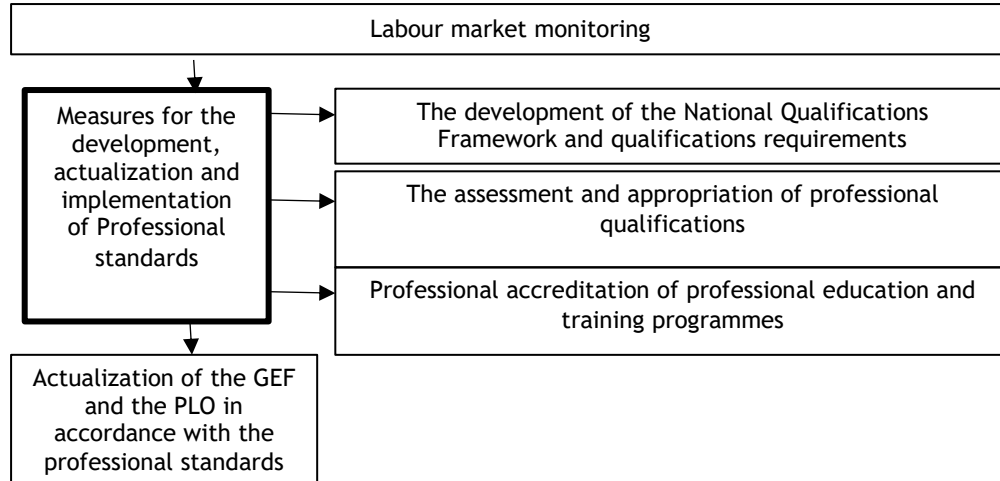 Labour market monitoring
Measures for the
development,
actualization and
implementation
of Professional
standards
The development of the National Qualifications
Framework and qualifications requirements
The assessment and appropriation of professional
qualifications
Professional accreditation of professional education and
training programmes
Actualization of the GEF
and the PLO in
accordance with the
professional standards